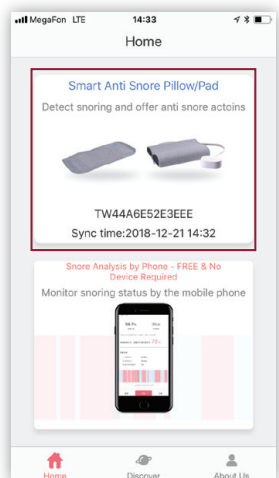 MegaFon LTE 14:33
Home
Smart Anti Snore Pillow/Pad
Detect snoring and offer anti snore actoins
TW44A6E52E3EEE
Sync time:2018-12-21 14:32
Snore Analysis by Phone - FREE & No
Device Required
Monitor snoring status by the mobile phone
Home Discover About Us